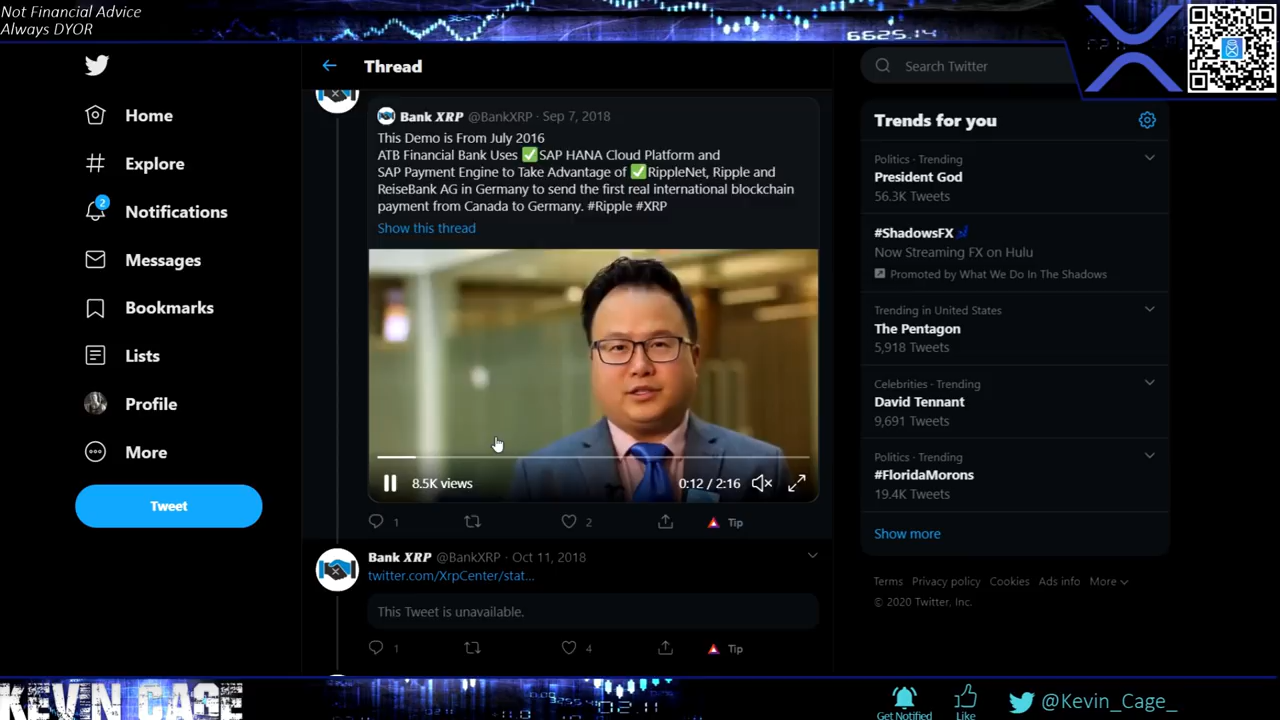 Not Financial Advice
Always DYOR
6625.14
Thread
Search Twitter
Home
Explore
2
Notifications
Messages
Bookmarks
Lists
Profile
More
Tweet
Bank XRP @BankXRP · Sep 7, 2018
This Demo is From July 2016
ATB Financial Bank Uses ✅SAP HANA Cloud Platform and
SAP Payment Engine to Take Advantage of ✅RippleNet, Ripple and
ReiseBank AG in Germany to send the first real international blockchain
payment from Canada to Germany. #Ripple #XRP
Show this thread
8.5K views
0:12 / 2:16
1
2
Tip
Bank XRP @BankXRP · Oct 11, 2018
twitter.com/XrpCenter/stat...
This Tweet is unavailable.
1
4
Tip
Trends for you
Politics · Trending
President God
56.3K Tweets
#ShadowsFX
Now Streaming FX on Hulu
Promoted by What We Do In The Shadows
Trending in United States
The Pentagon
5,918 Tweets
Celebrities · Trending
David Tennant
9,691 Tweets
Politics · Trending
#FloridaMorons
19.4K Tweets
Show more
Terms Privacy policy Cookies Ads info More
© 2020 Twitter, Inc.
KEVIN CAGE
Get Notified
Like
@Kevin_Cage_